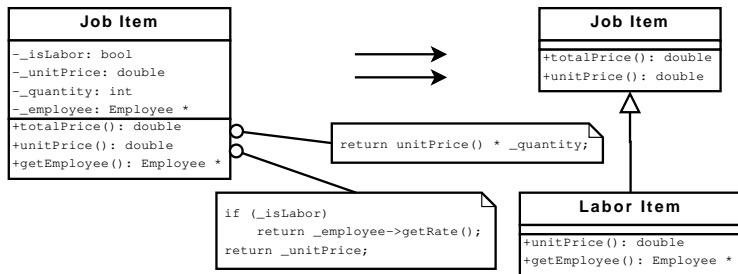 Job Item
-_isLabor: bool
-_unitPrice: double
-_quantity: int
-_employee: Employee *
+totalPrice(): double
+unitPrice(): double
+getEmployee(): Employee *
return unitPrice() * _quantity;
if (_isLabor)
return _employee->getRate();
return _unitPrice;
Job Item
+totalPrice(): double
+unitPrice(): double
Labor Item
+unitPrice(): double
+getEmployee(): Employee *